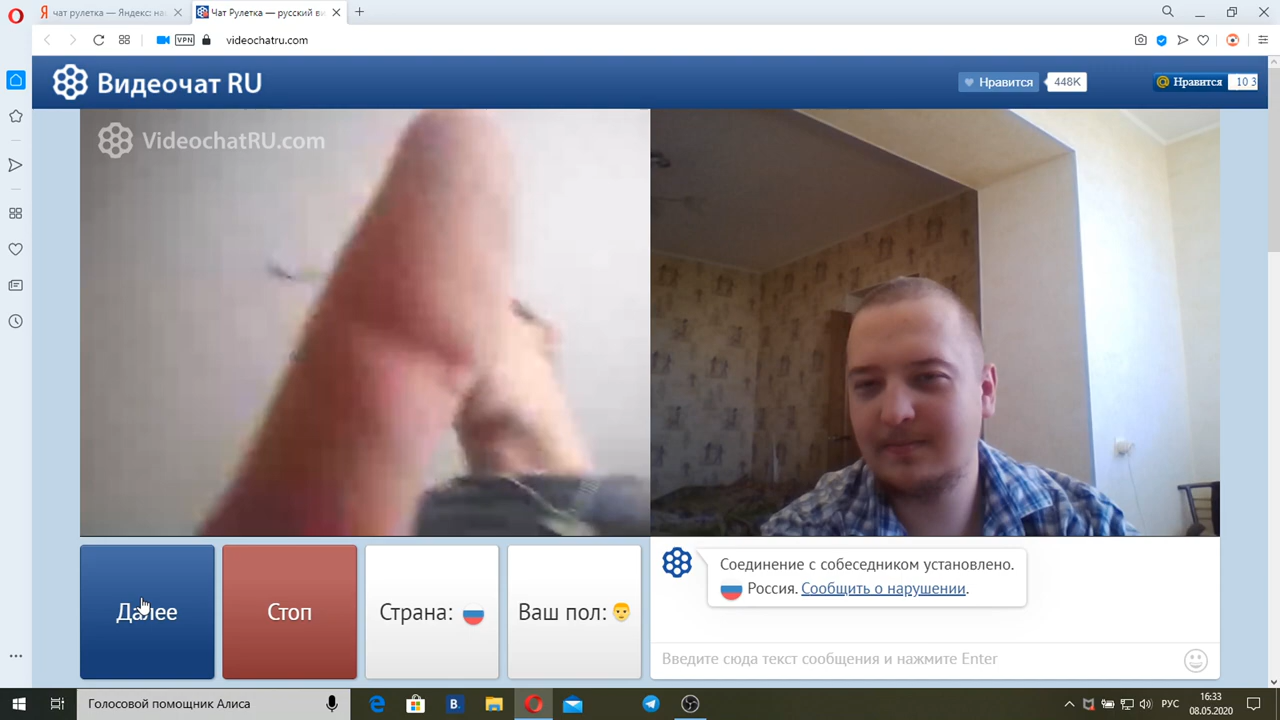 чат рулетка — Яндекс: на
Чат Рулетка — русский ви
VPN
videochatru.com
Видеочат RU
Нравится
448K
Нравится
10 3
VideochatRU.com
Далее
Стоп
Страна:
Ваш пол:
Соединение с собеседником установлено.
Россия. Сообщить о нарушении.
Введите сюда текст сообщения и нажмите Enter
Голосовой помощник Алиса
B.
РУС
16:33
08.05.2020